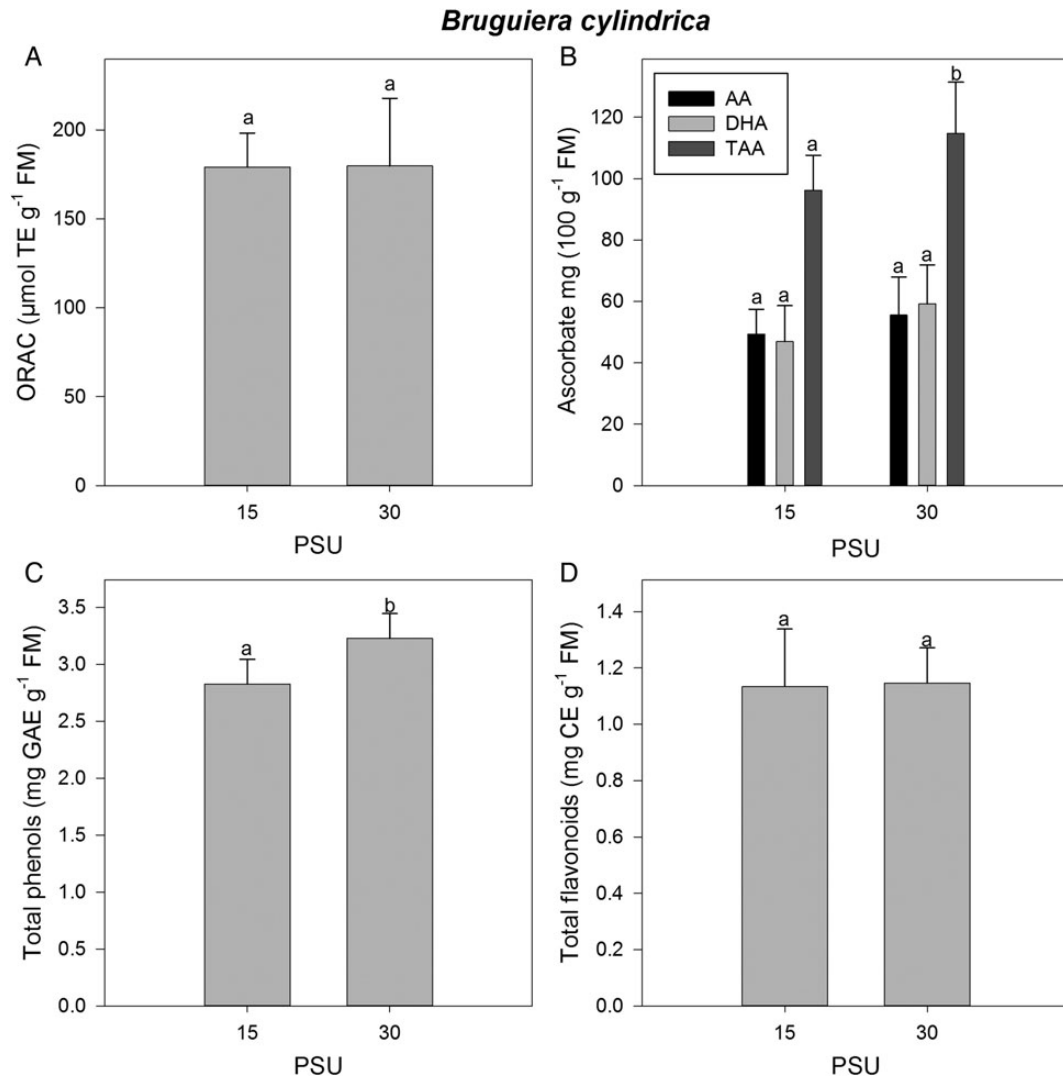 Bruguiera cylindrica
A
ORAC (µmol TE g⁻¹ FM)
200
150
100
50
0
a
a
15
30
PSU
B
Ascorbate mg (100 g⁻¹ FM)
120
100
80
60
40
20
0
AA
DHA
TAA
a
a
a
a
a
b
15
30
PSU
C
Total phenols (mg GAE g⁻¹ FM)
3.5
3.0
2.5
2.0
1.5
1.0
0.5
0.0
a
b
15
30
PSU
D
Total flavonoids (mg CE g⁻¹ FM)
1.4
1.2
1.0
0.8
0.6
0.4
0.2
0.0
a
a
15
30
PSU